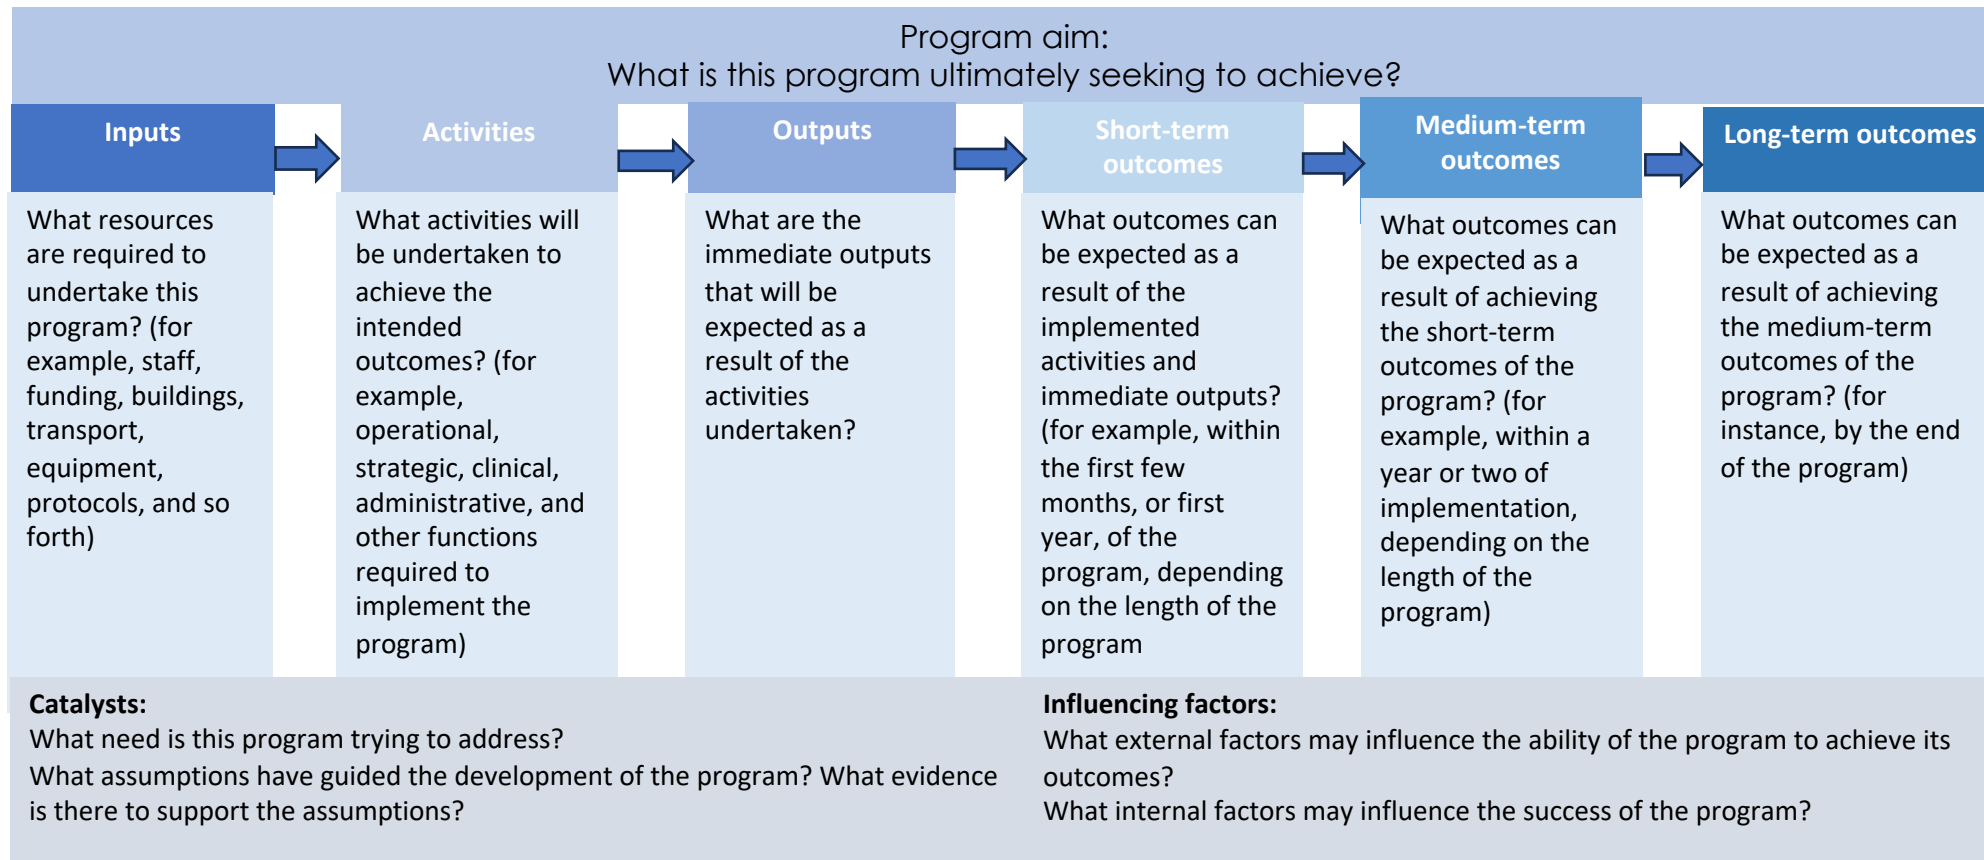 Program aim:
What is this program ultimately seeking to achieve?
Inputs
Activities
Outputs
Short-term
outcomes
Medium-term
outcomes
Long-term outcomes
What resources
are required to
undertake this
program? (for
example, staff,
funding, buildings,
transport,
equipment,
protocols, and so
forth)
What activities will
be undertaken to
achieve the
intended
outcomes? (for
example,
operational,
strategic, clinical,
administrative, and
other functions
required to
implement the
program)
What are the
immediate outputs
that will be
expected as a
result of the
activities
undertaken?
What outcomes can
be expected as a
result of the
implemented
activities and
immediate outputs?
(for example, within
the first few
months, or first
year, of the
program, depending
on the length of the
program
What outcomes can
be expected as a
result of achieving
the short-term
outcomes of the
program? (for
example, within a
year or two of
implementation,
depending on the
length of the
program)
What outcomes can
be expected as a
result of achieving
the medium-term
outcomes of the
program? (for
instance, by the end
of the program)
Catalysts:
What need is this program trying to address?
What assumptions have guided the development of the program? What evidence
is there to support the assumptions?
Influencing factors:
What external factors may influence the ability of the program to achieve its
outcomes?
What internal factors may influence the success of the program?